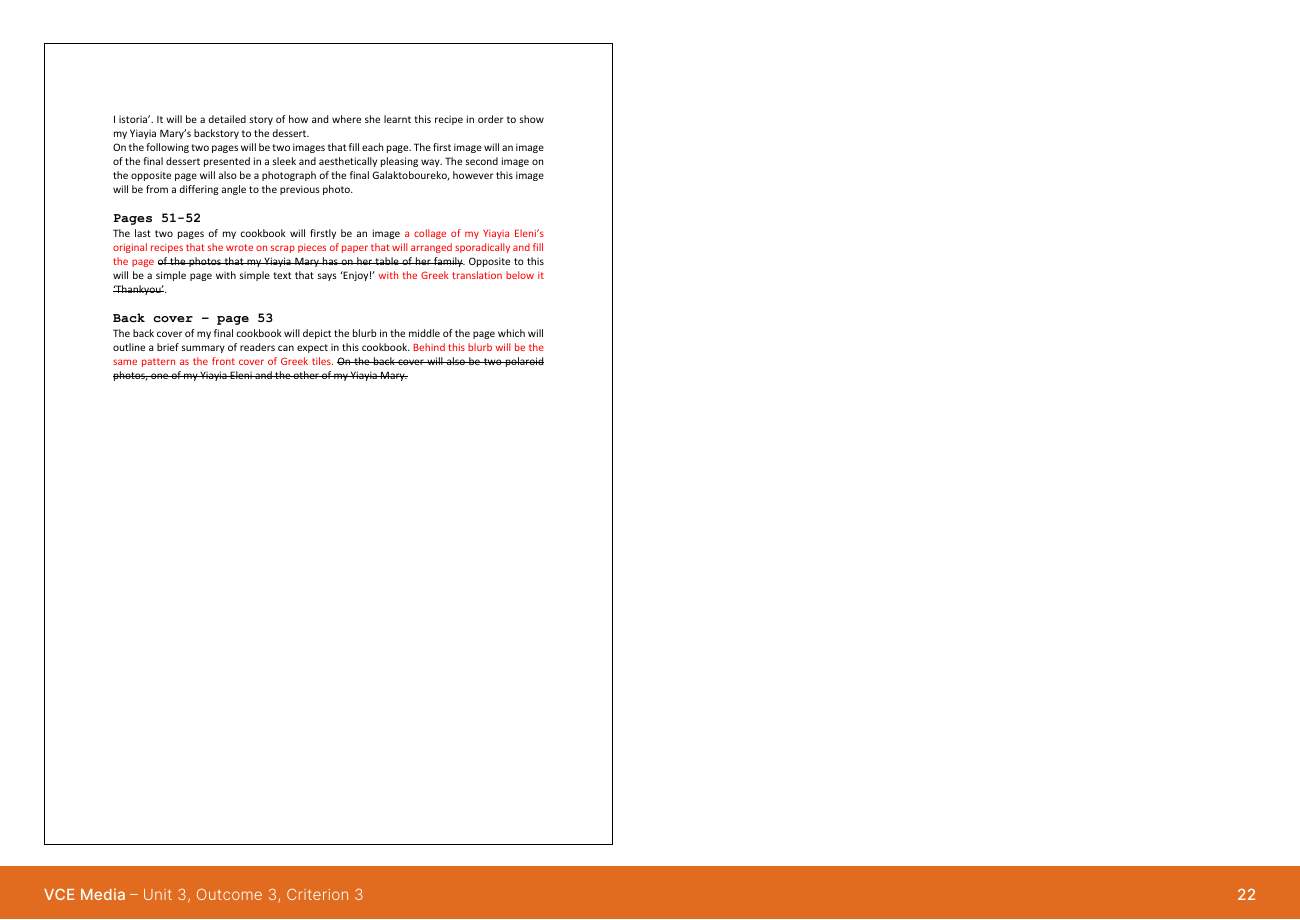 I istoria’. It will be a detailed story of how and where she learnt this recipe in order to show
my Yiayia Mary’s backstory to the dessert.
On the following two pages will be two images that fill each page. The first image will an image
of the final dessert presented in a sleek and aesthetically pleasing way. The second image on
the opposite page will also be a photograph of the final Galaktoboureko, however this image
will be from a differing angle to the previous photo.
Pages 51-52
The last two pages of my cookbook will firstly be an image a collage of my Yiayia Eleni’s
original recipes that she wrote on scrap pieces of paper that will arranged sporadically and fill
the page of the photos that my Yiayia Mary has on her table of her family. Opposite to this
will be a simple page with simple text that says ‘Enjoy!’ with the Greek translation below it
‘Thankyou’.
Back cover – page 53
The back cover of my final cookbook will depict the blurb in the middle of the page which will
outline a brief summary of readers can expect in this cookbook. Behind this blurb will be the
same pattern as the front cover of Greek tiles. On the back cover will also be two polaroid
photos, one of my Yiayia Eleni and the other of my Yiayia Mary.
VCE Media – Unit 3, Outcome 3, Criterion 3
22